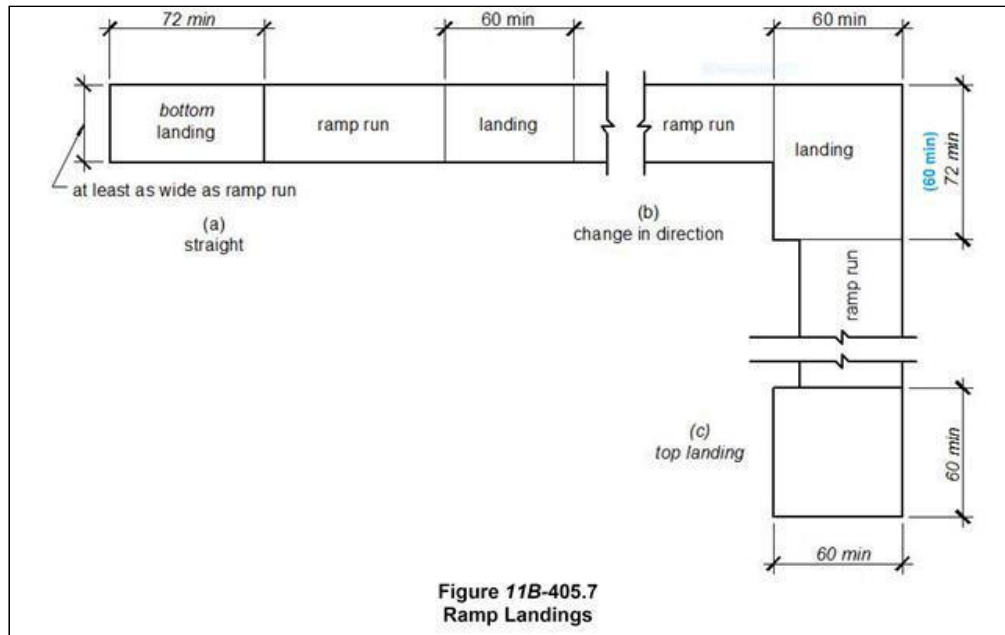 72 min
60 min
60 min
bottom
landing
ramp run
landing
ramp run
landing
(60 min)
72 min
at least as wide as ramp run
(a)
straight
(b)
change in direction
ramp run
(c)
top landing
60 min
60 min
Figure 11B-405.7
Ramp Landings